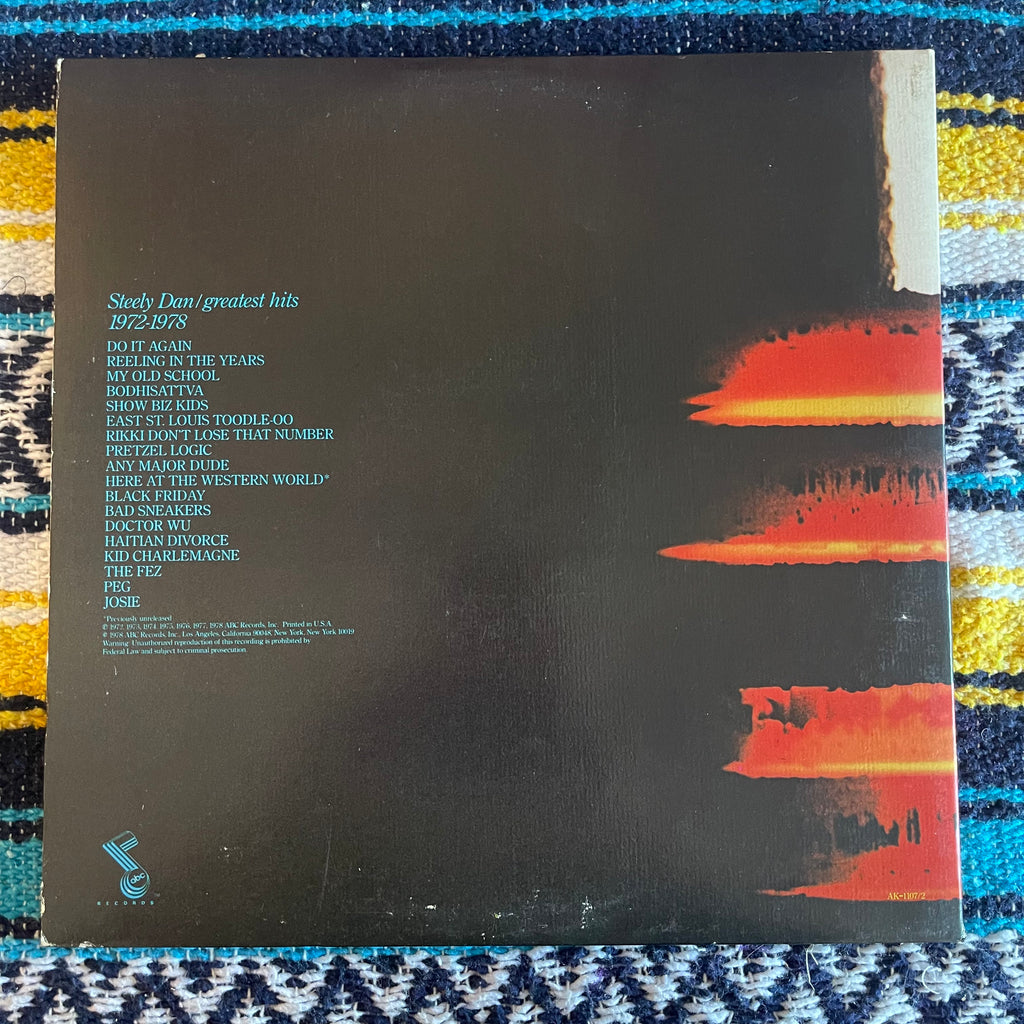 Steely Dan/greatest hits
1972-1978
DO IT AGAIN
REELING IN THE YEARS
MY OLD SCHOOL
BODHISATTVA
SHOW BIZ KIDS
EAST ST. LOUIS TOODLE-OO
RIKKI DON'T LOSE THAT NUMBER
PRETZEL LOGIC
ANY MAJOR DUDE
HERE AT THE WESTERN WORLD*
BLACK FRIDAY
BAD SNEAKERS
DOCTOR WU
HAITIAN DIVORCE
KID CHARLEMAGNE
THE FEZ
PEG
JOSIE
*Previously unreleased
℗ 1972, 1973, 1974, 1975, 1976, 1977, 1978 ABC Records, Inc. Printed in U.S.A.
© 1978 ABC Records, Inc., Los Angeles, California 90048, New York, New York 10019
Warning: Unauthorized reproduction of this recording is prohibited by
Federal Law and subject to criminal prosecution.
abc
RECORDS TM
AK-1107/2